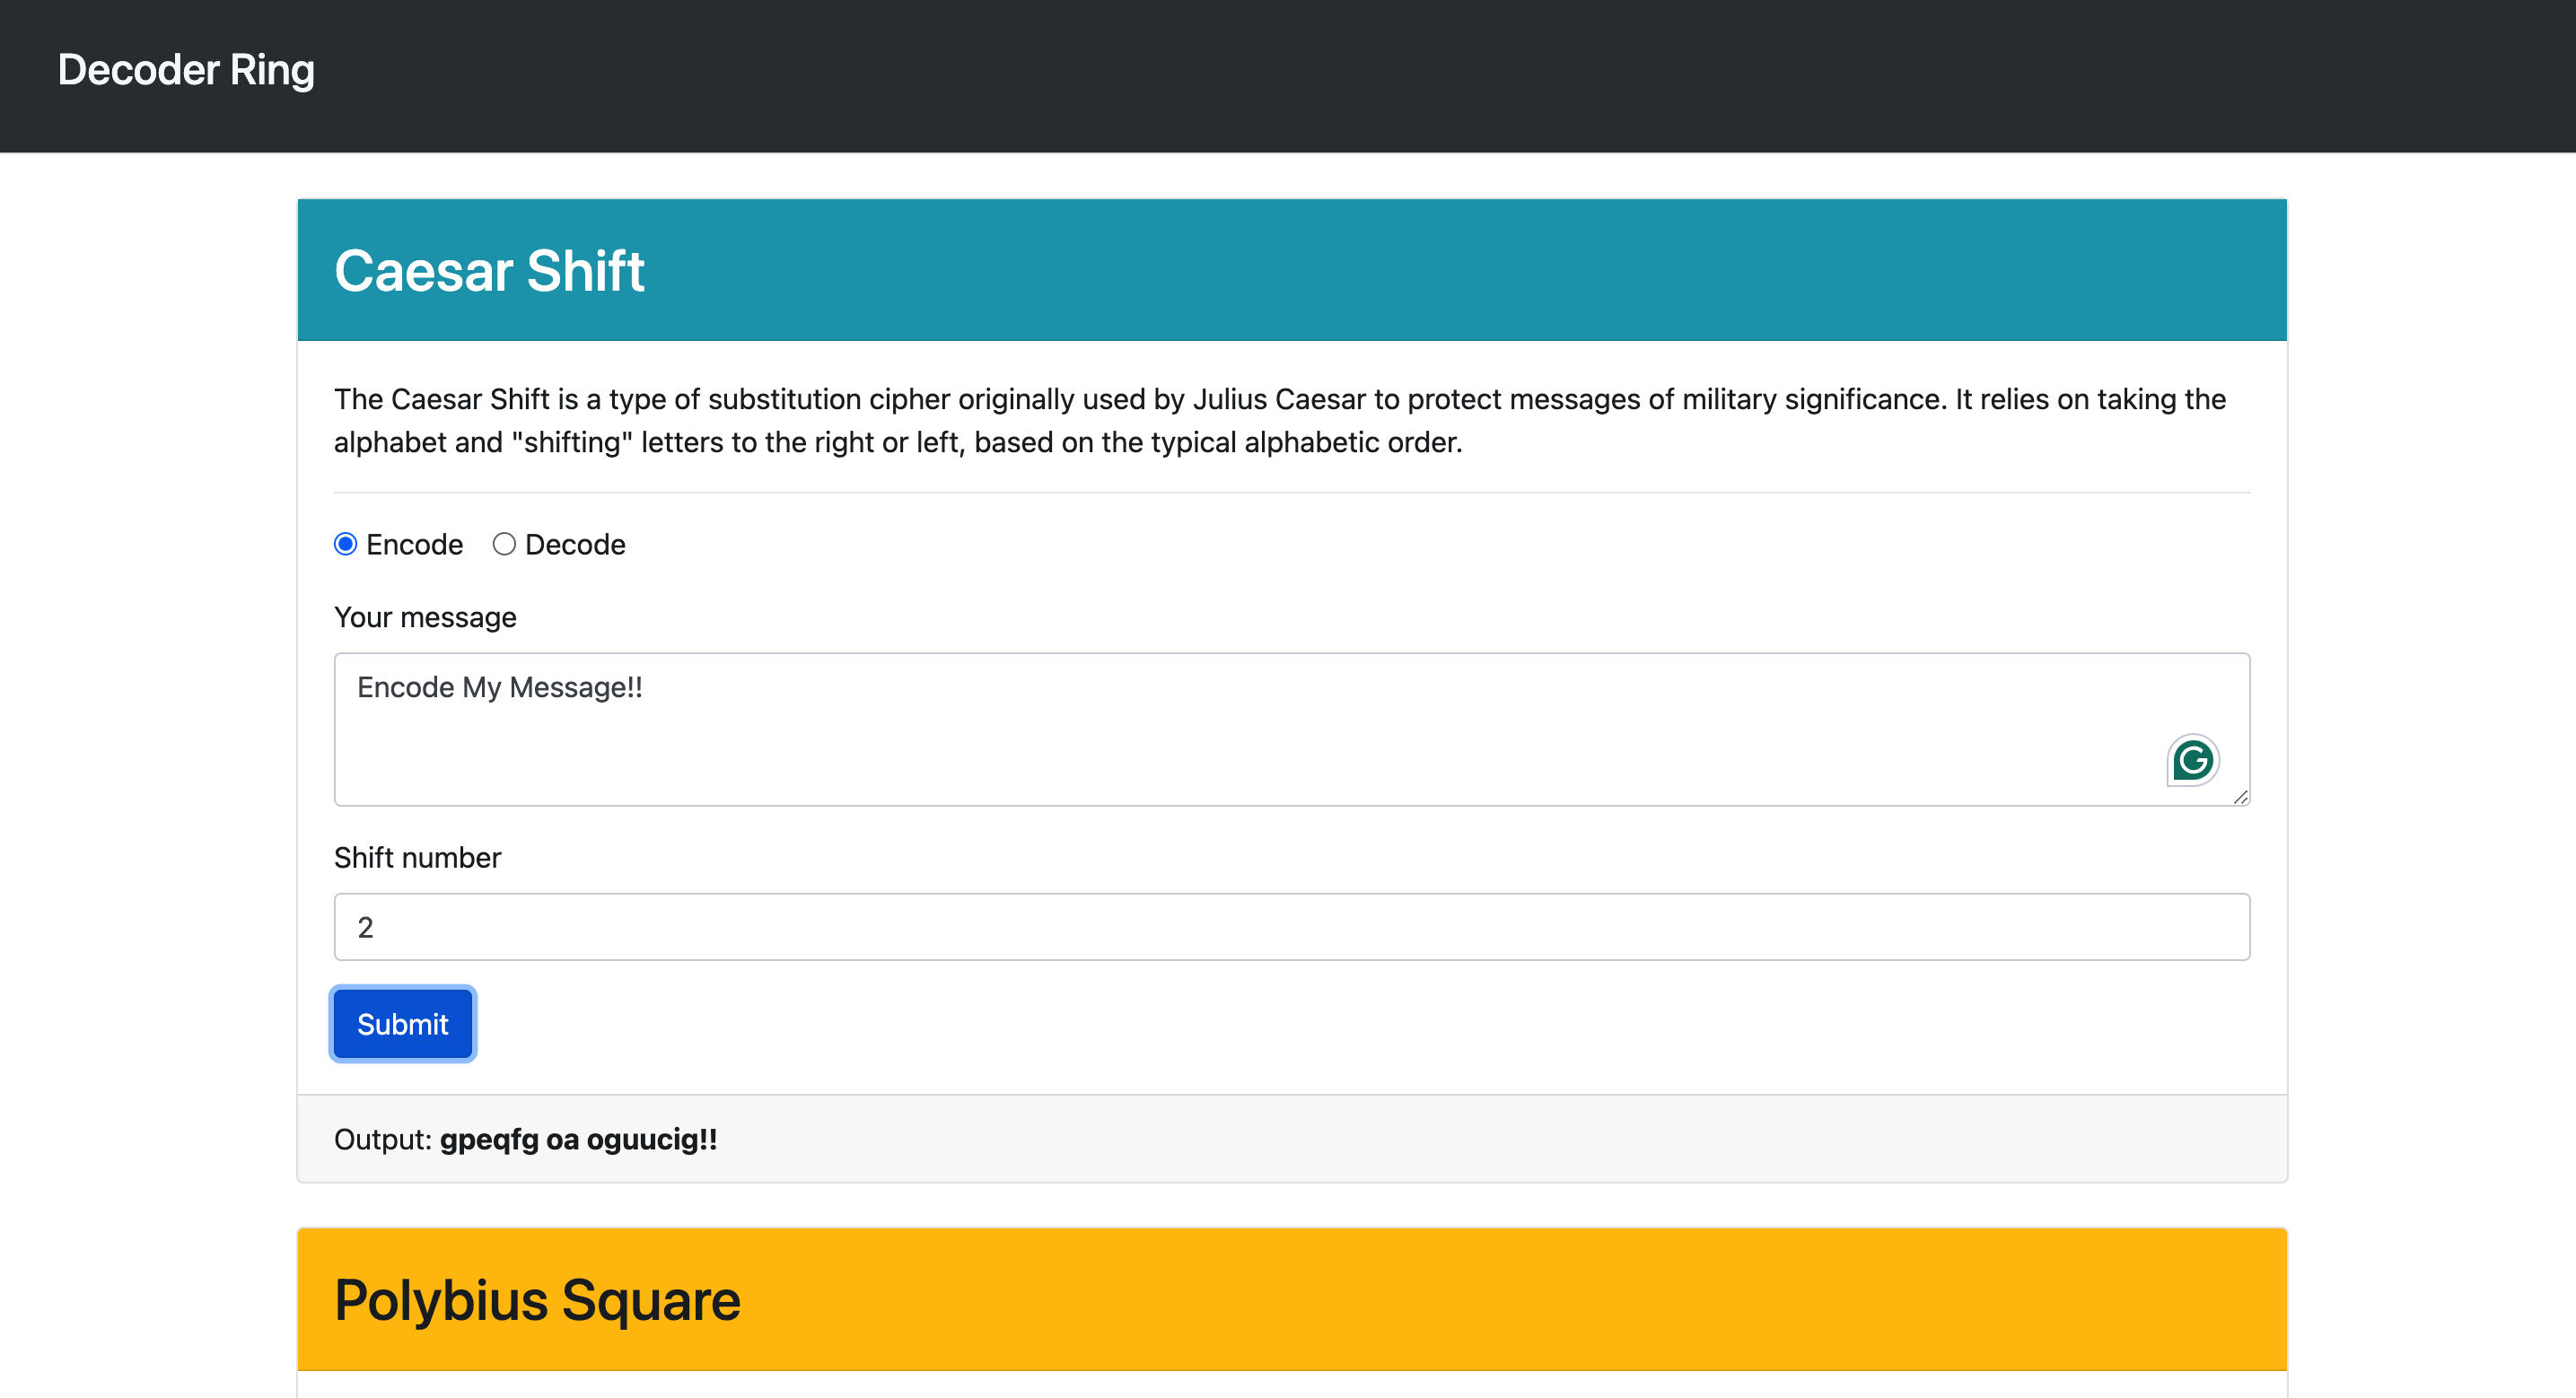 Decoder Ring
Caesar Shift
The Caesar Shift is a type of substitution cipher originally used by Julius Caesar to protect messages of military significance. It relies on taking the
alphabet and "shifting" letters to the right or left, based on the typical alphabetic order.
Encode Decode
Your message
Encode My Message!!
G
Shift number
2
Submit
Output: gpeqfg oa oguucig!!
Polybius Square